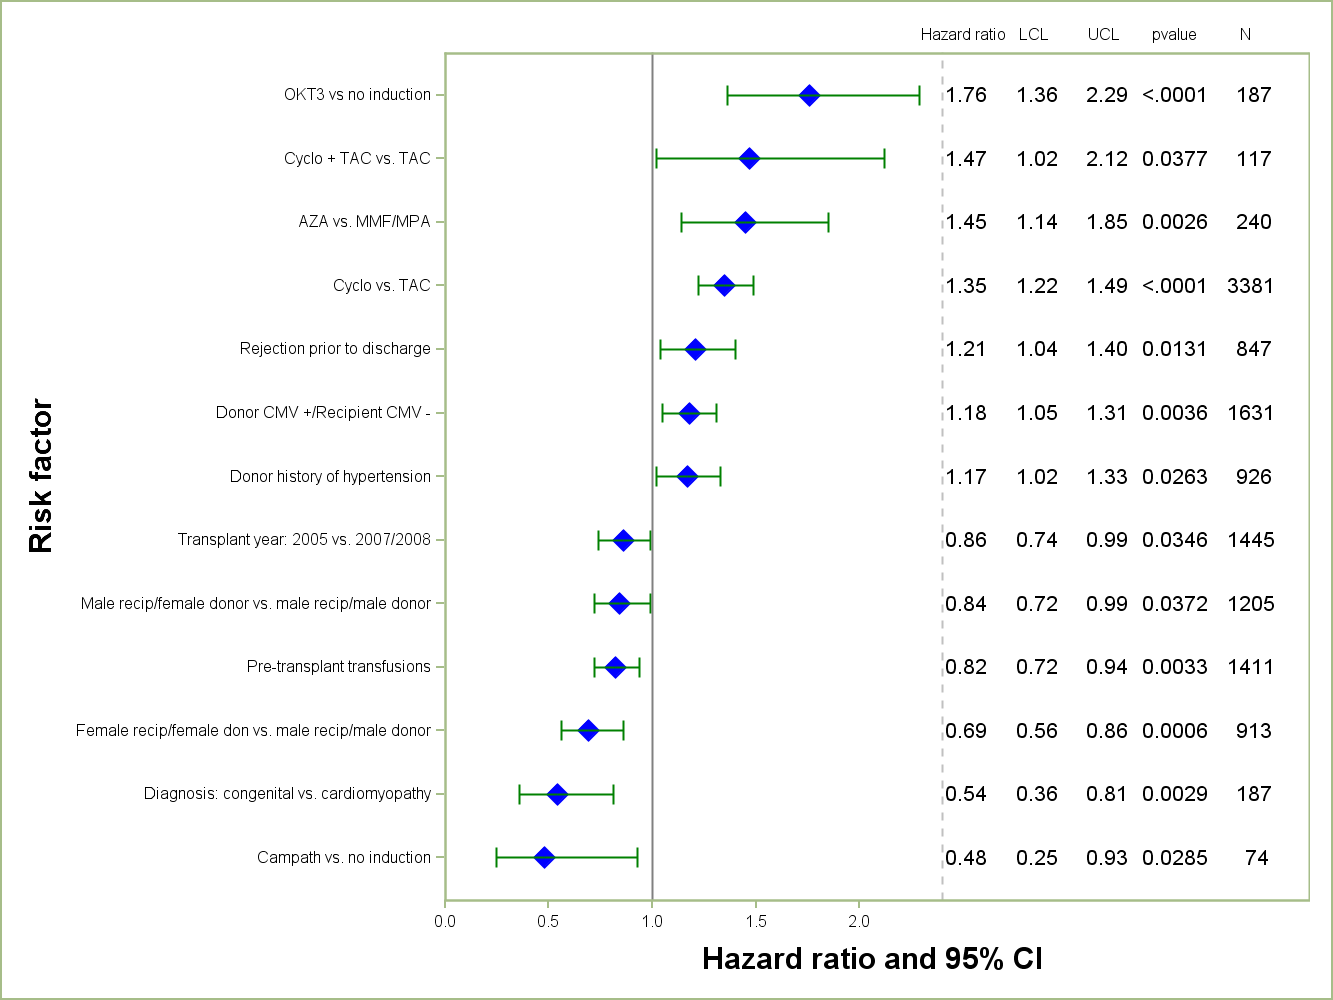 Hazard ratio LCL UCL pvalue N
OKT3 vs no induction 1.76 1.36 2.29 <.0001 187
Cyclo + TAC vs. TAC 1.47 1.02 2.12 0.0377 117
AZA vs. MMF/MPA 1.45 1.14 1.85 0.0026 240
Cyclo vs. TAC 1.35 1.22 1.49 <.0001 3381
Rejection prior to discharge 1.21 1.04 1.40 0.0131 847
Donor CMV +/Recipient CMV - 1.18 1.05 1.31 0.0036 1631
Donor history of hypertension 1.17 1.02 1.33 0.0263 926
Transplant year: 2005 vs. 2007/2008 0.86 0.74 0.99 0.0346 1445
Male recip/female donor vs. male recip/male donor 0.84 0.72 0.99 0.0372 1205
Pre-transplant transfusions 0.82 0.72 0.94 0.0033 1411
Female recip/female don vs. male recip/male donor 0.69 0.56 0.86 0.0006 913
Diagnosis: congenital vs. cardiomyopathy 0.54 0.36 0.81 0.0029 187
Campath vs. no induction 0.48 0.25 0.93 0.0285 74
Risk factor
0.0 0.5 1.0 1.5 2.0
Hazard ratio and 95% CI